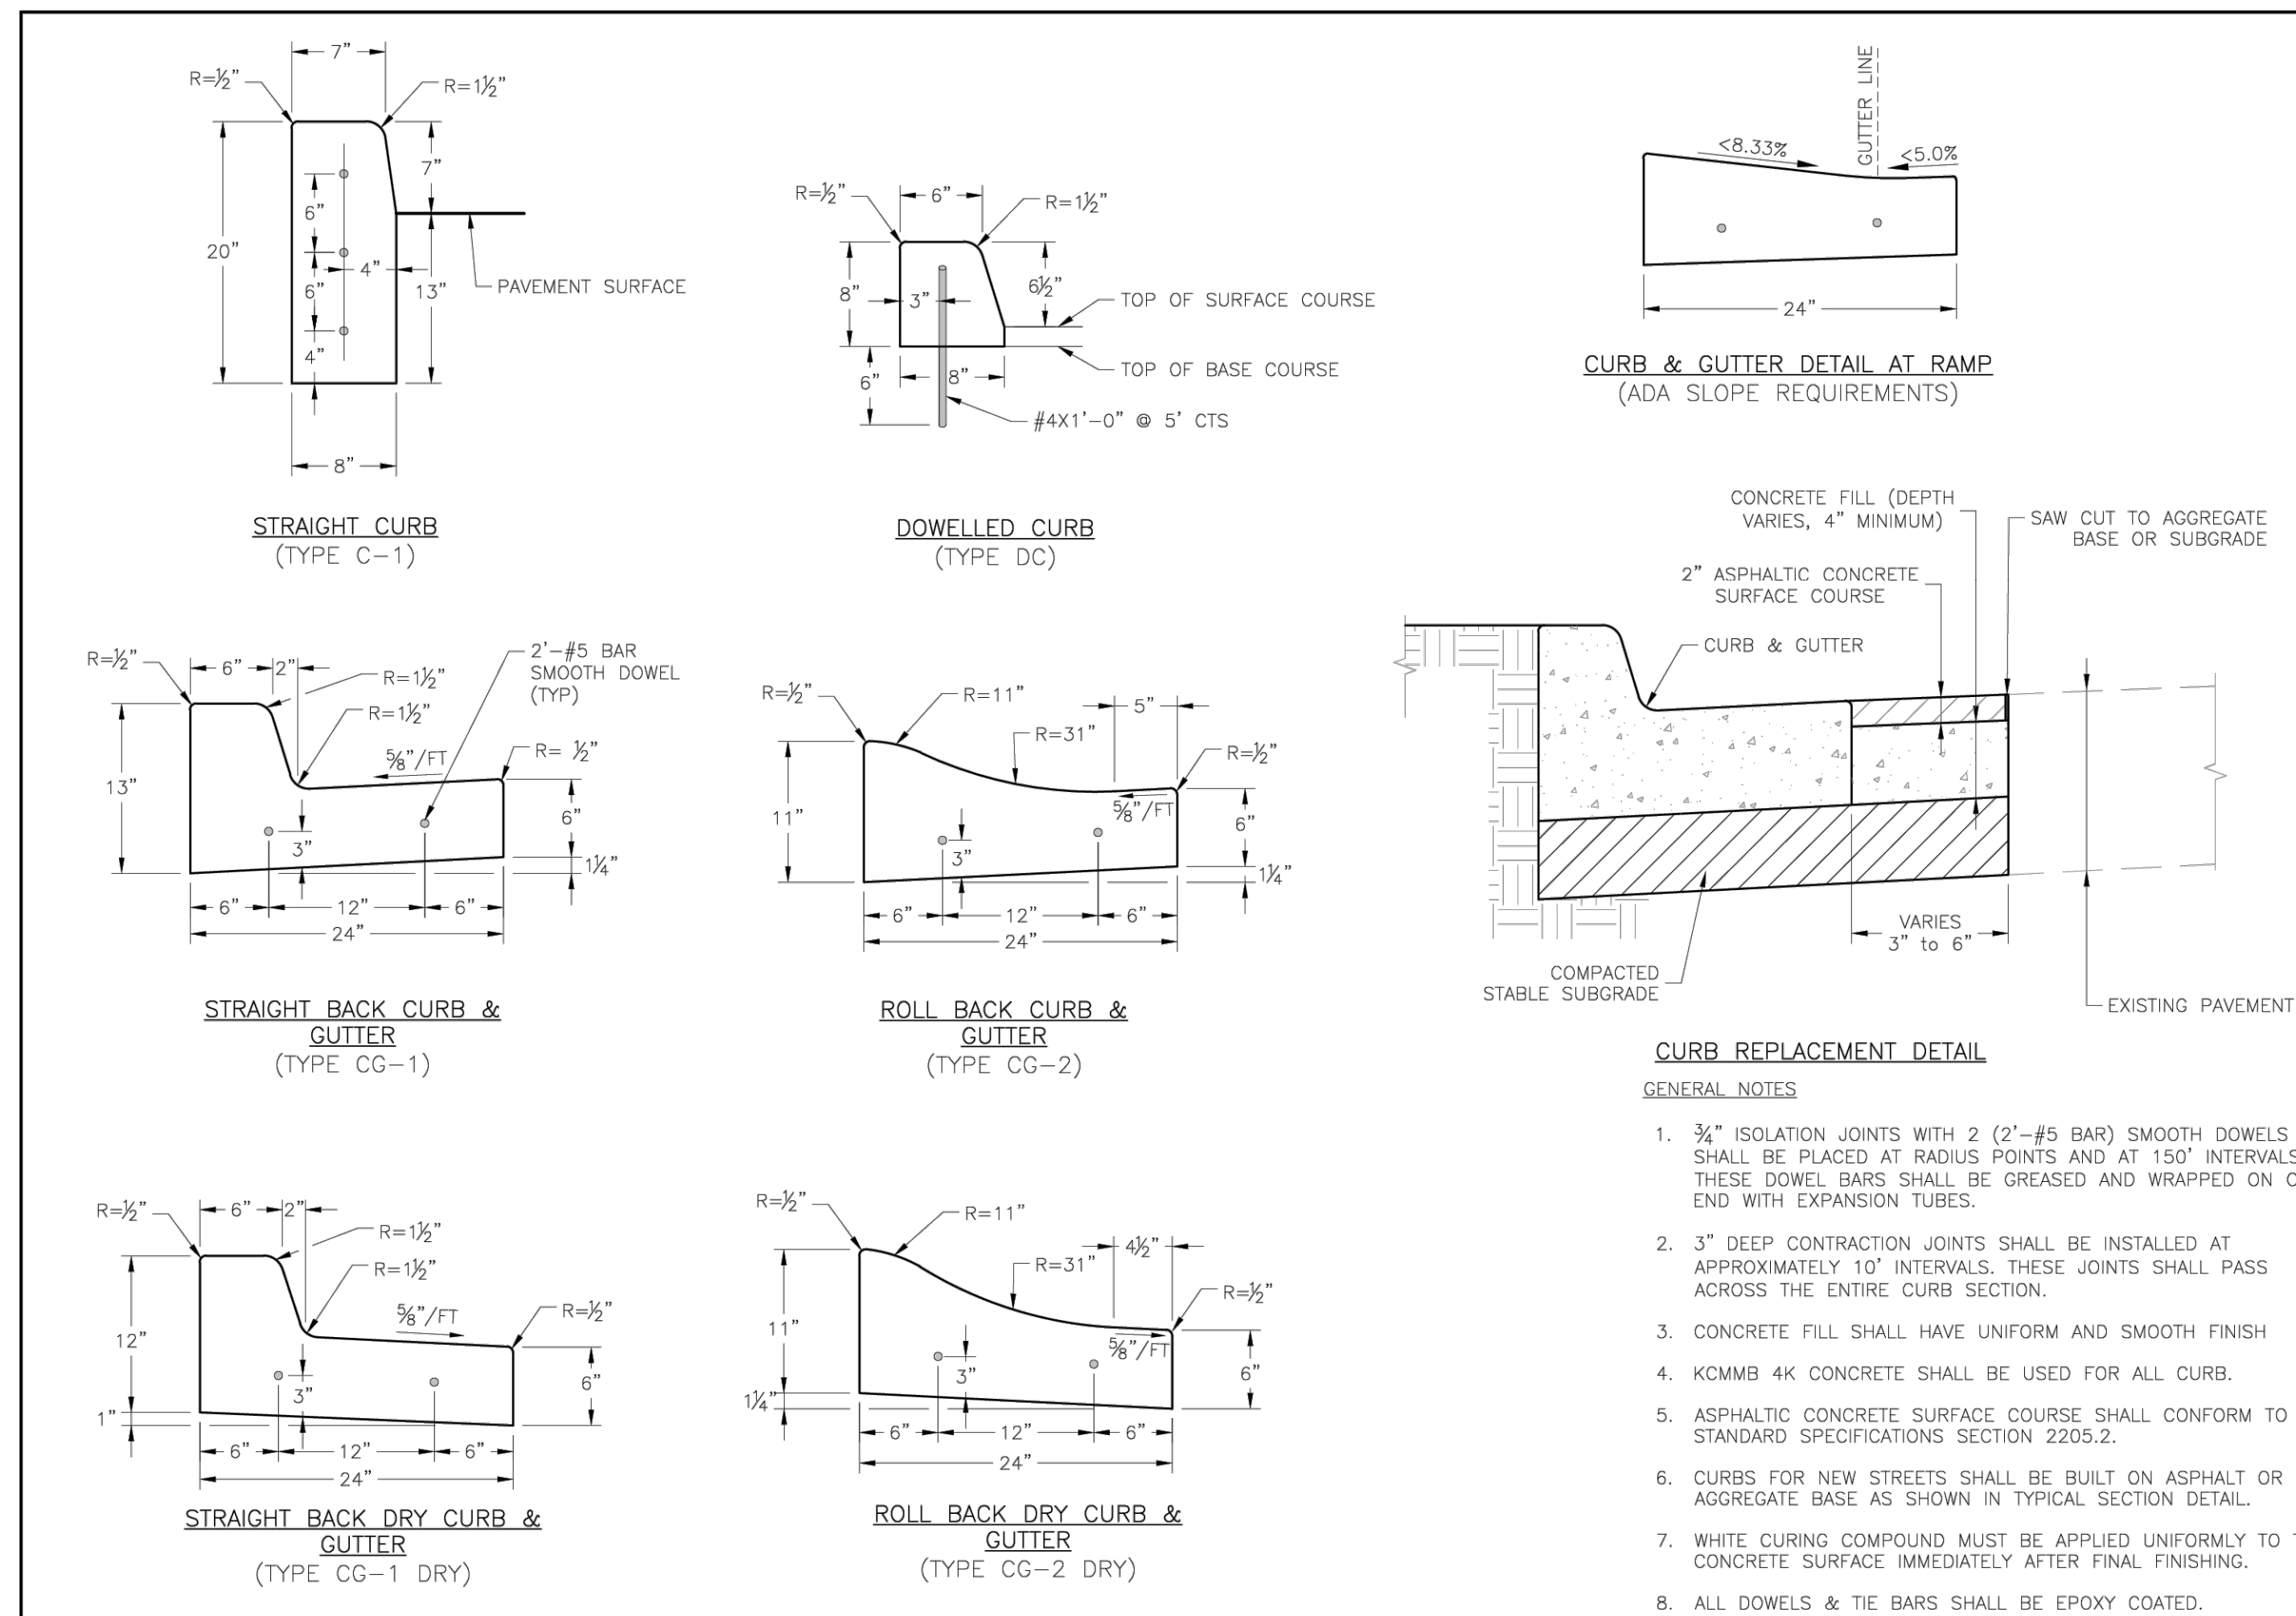 7"
R=½"
R=1½"
7"
6"
20"
4"
6"
13"
PAVEMENT SURFACE
4"
8"
STRAIGHT CURB
(TYPE C-1)
R=½"
6"
R=1½"
8"
3"
6½"
TOP OF SURFACE COURSE
TOP OF BASE COURSE
6"
8"
#4X1'-0" @ 5' CTS
DOWELLED CURB
(TYPE DC)
GUTTER LINE
<8.33%
<5.0%
24"
CURB & GUTTER DETAIL AT RAMP
(ADA SLOPE REQUIREMENTS)
R=½"
6"
2"
R=1½"
R=1½"
2'-#5 BAR
SMOOTH DOWEL
(TYP)
⅝"/FT
R= ½"
13"
6"
3"
1¼"
6"
12"
6"
24"
STRAIGHT BACK CURB &
GUTTER
(TYPE CG-1)
R=½"
R=11"
5"
R=31"
R=½"
11"
⅝"/FT
6"
3"
1¼"
6"
12"
6"
24"
ROLL BACK CURB &
GUTTER
(TYPE CG-2)
CONCRETE FILL (DEPTH
VARIES, 4" MINIMUM)
SAW CUT TO AGGREGATE
BASE OR SUBGRADE
2" ASPHALTIC CONCRETE
SURFACE COURSE
CURB & GUTTER
VARIES
3" to 6"
COMPACTED
STABLE SUBGRADE
EXISTING PAVEMENT
CURB REPLACEMENT DETAIL
R=½"
6"
2"
R=1½"
R=1½"
⅝"/FT
R=½"
12"
6"
3"
1"
6"
12"
6"
24"
STRAIGHT BACK DRY CURB &
GUTTER
(TYPE CG-1 DRY)
R=½"
R=11"
4½"
R=31"
R=½"
11"
⅝"/FT
6"
3"
1¼"
6"
12"
6"
24"
ROLL BACK DRY CURB &
GUTTER
(TYPE CG-2 DRY)
GENERAL NOTES
1. ¾" ISOLATION JOINTS WITH 2 (2'-#5 BAR) SMOOTH DOWELS
SHALL BE PLACED AT RADIUS POINTS AND AT 150' INTERVALS
THESE DOWEL BARS SHALL BE GREASED AND WRAPPED ON
END WITH EXPANSION TUBES.
2. 3" DEEP CONTRACTION JOINTS SHALL BE INSTALLED AT
APPROXIMATELY 10' INTERVALS. THESE JOINTS SHALL PASS
ACROSS THE ENTIRE CURB SECTION.
3. CONCRETE FILL SHALL HAVE UNIFORM AND SMOOTH FINISH
4. KCMMB 4K CONCRETE SHALL BE USED FOR ALL CURB.
5. ASPHALTIC CONCRETE SURFACE COURSE SHALL CONFORM TO
STANDARD SPECIFICATIONS SECTION 2205.2.
6. CURBS FOR NEW STREETS SHALL BE BUILT ON ASPHALT OR
AGGREGATE BASE AS SHOWN IN TYPICAL SECTION DETAIL.
7. WHITE CURING COMPOUND MUST BE APPLIED UNIFORMLY TO
CONCRETE SURFACE IMMEDIATELY AFTER FINAL FINISHING.
8. ALL DOWELS & TIE BARS SHALL BE EPOXY COATED.